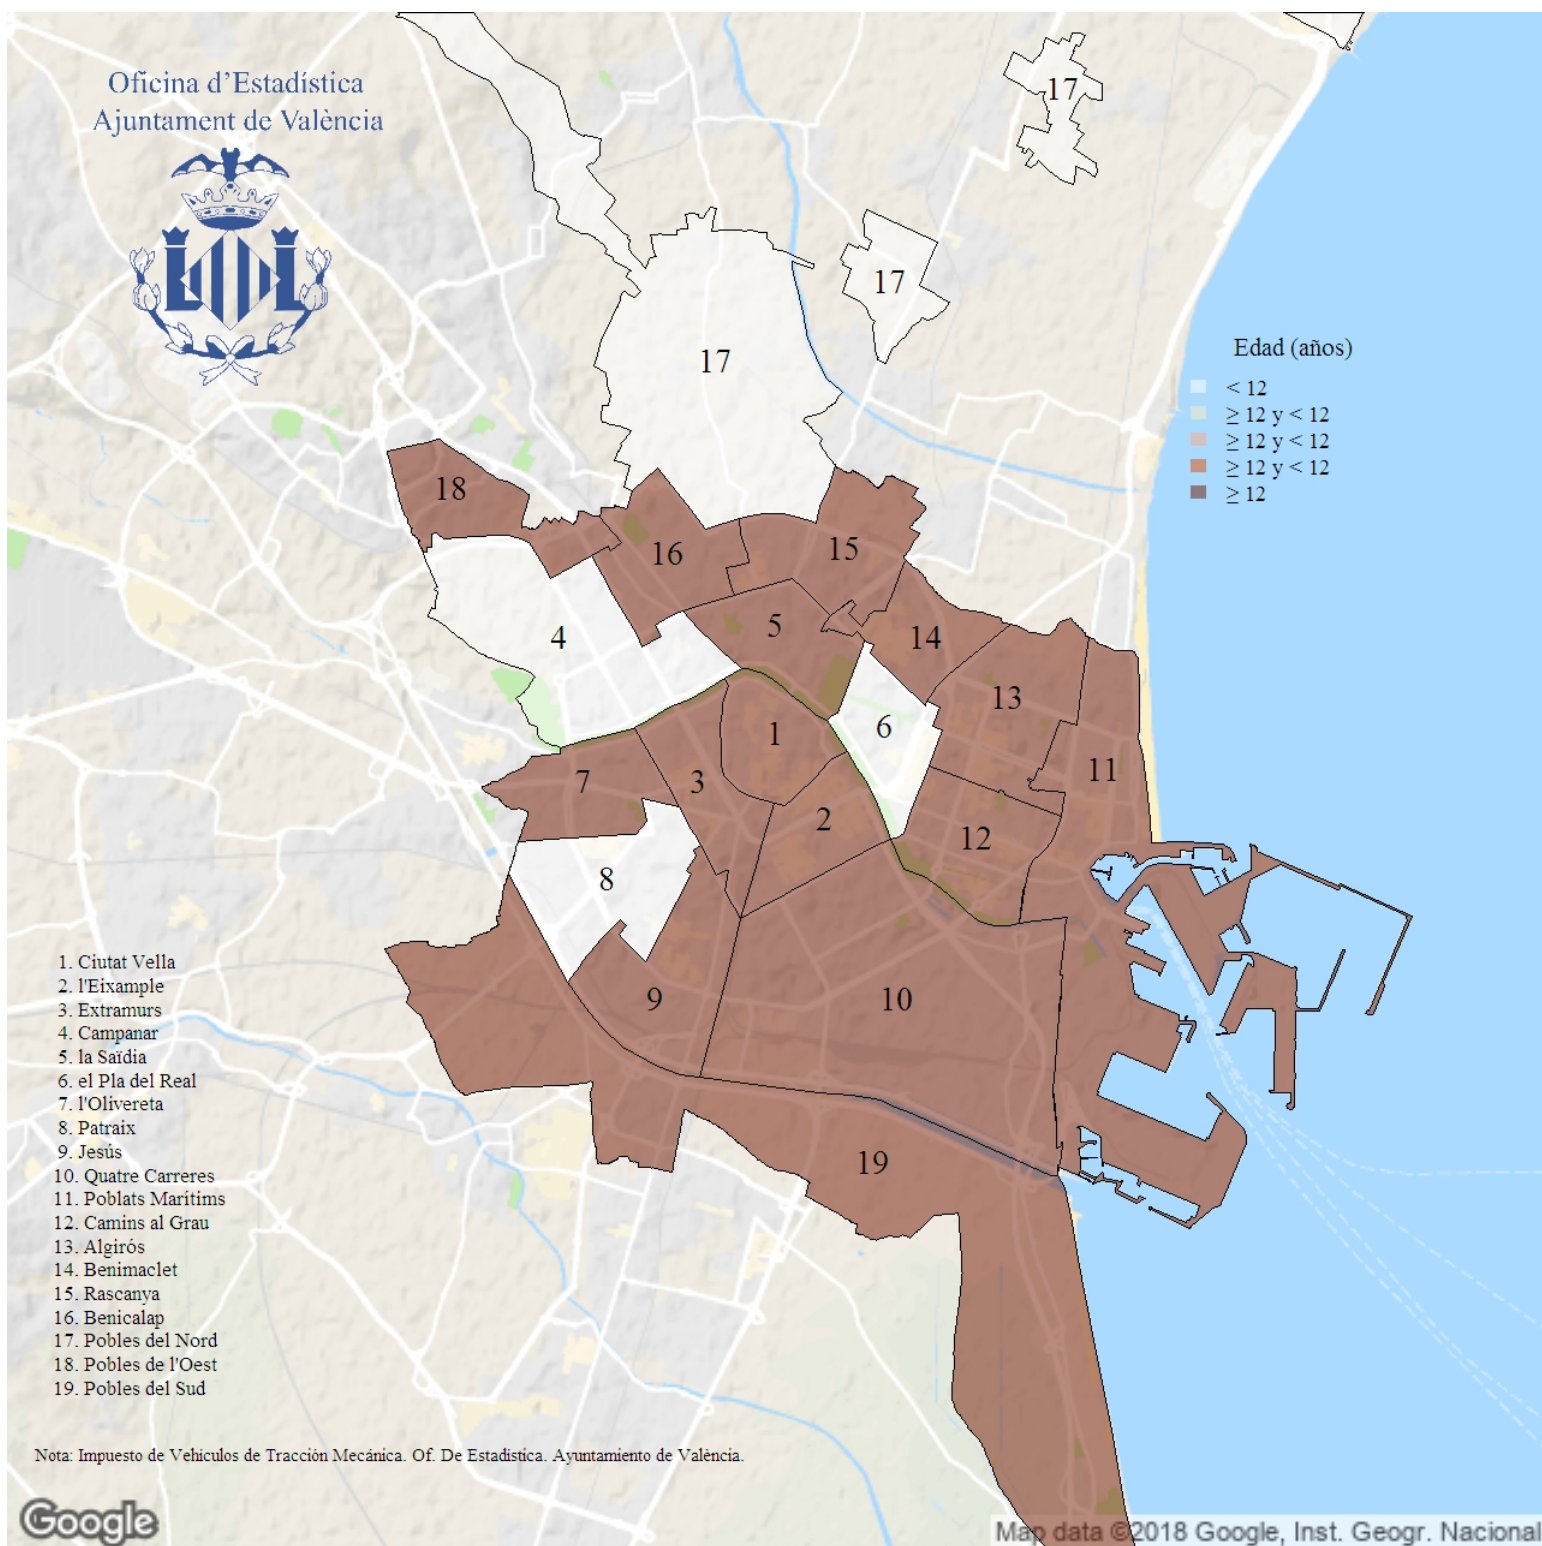 Oficina d'Estadística
Ajuntament de València
17
17
17
Edad (años)
< 12
≥ 12 y < 12
≥ 12 y < 12
≥ 12 y < 12
≥ 12
18
16
15
5
4
14
13
6
1
11
7
3
2
12
8
9
10
19
1. Ciutat Vella
2. l'Eixample
3. Extramurs
4. Campanar
5. la Saïdia
6. el Pla del Real
7. l'Olivereta
8. Patraix
9. Jesús
10. Quatre Carreres
11. Poblats Marítims
12. Camins al Grau
13. Algirós
14. Benimaclet
15. Rascanya
16. Benicalap
17. Pobles del Nord
18. Pobles de l'Oest
19. Pobles del Sud
Nota: Impuesto de Vehículos de Tracción Mecánica. Of. De Estadística. Ayuntamiento de València.
Google
Map data ©2018 Google, Inst. Geogr. Nacional